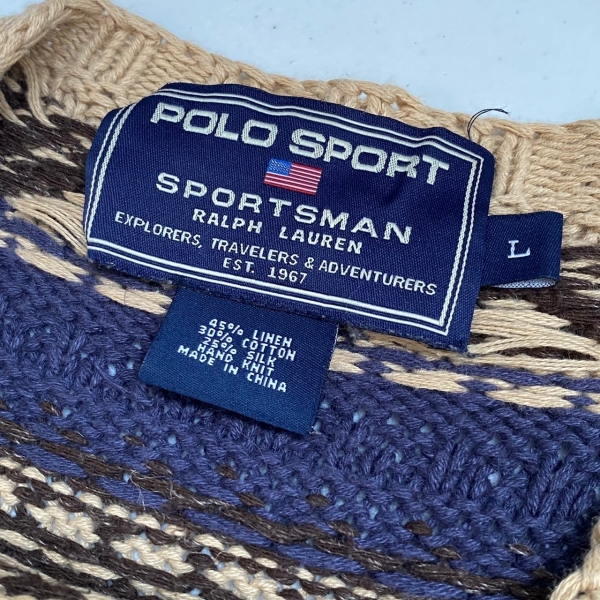 POLO SPORT
SPORTSMAN
RALPH LAUREN
EXPLORERS, TRAVELERS & ADVENTURERS
EST. 1967
L
45% LINEN
30% COTTON
25% SILK
HAND KNIT
MADE IN
CHINA